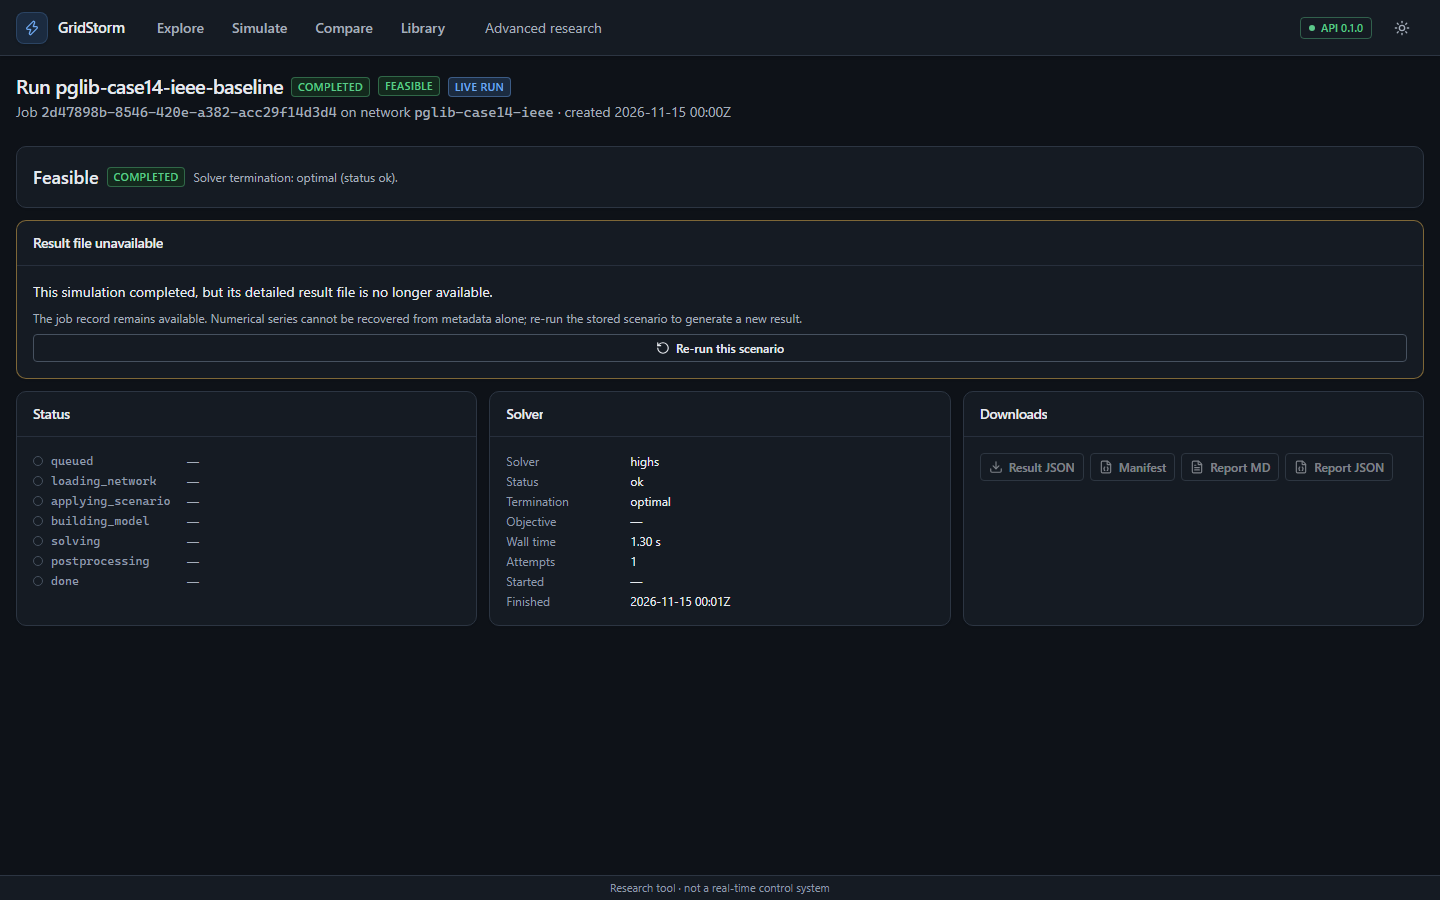 GridStorm Explore Simulate Compare Library Advanced research API 0.1.0
Run pglib-case14-ieee-baseline COMPLETED FEASIBLE LIVE RUN
Job 2d47898b-8546-420e-a382-acc29f14d3d4 on network pglib-case14-ieee · created 2026-11-15 00:00Z
Feasible COMPLETED Solver termination: optimal (status ok).
Result file unavailable
This simulation completed, but its detailed result file is no longer available.
The job record remains available. Numerical series cannot be recovered from metadata alone; re-run the stored scenario to generate a new result.
Re-run this scenario
Status
queued —
loading_network —
applying_scenario —
building_model —
solving —
postprocessing —
done —
Solver
Solver highs
Status ok
Termination optimal
Objective —
Wall time 1.30 s
Attempts 1
Started —
Finished 2026-11-15 00:01Z
Downloads
Result JSON Manifest Report MD Report JSON
Research tool · not a real-time control system